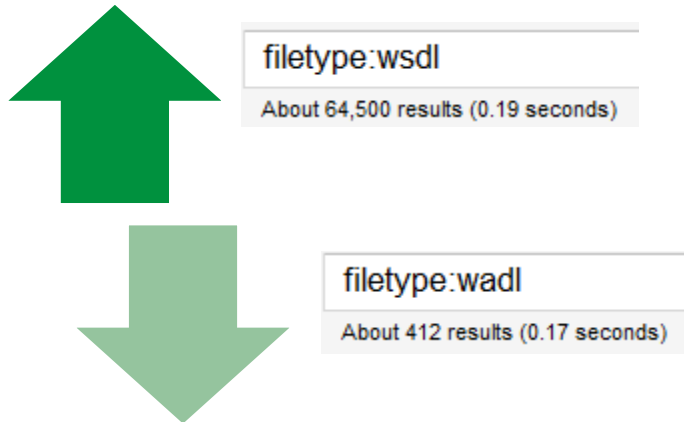 filetype:wsdl
About 64,500 results (0.19 seconds)
filetype:wadl
About 412 results (0.17 seconds)